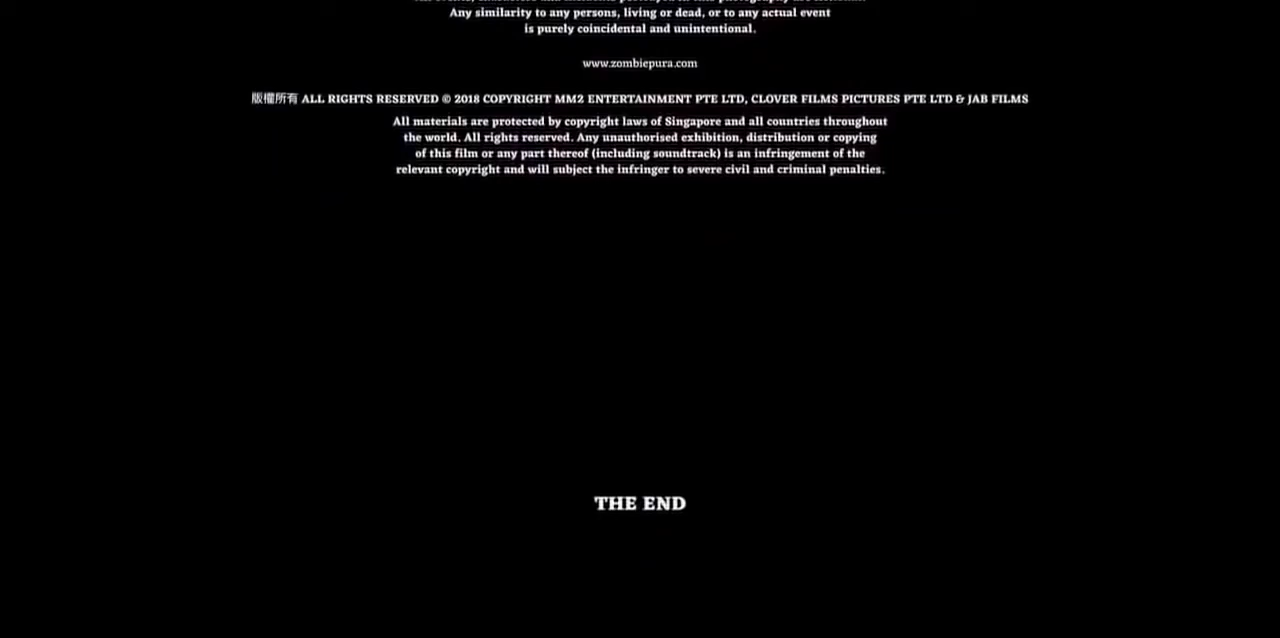 Any similarity to any persons, living or dead, or to any actual event
is purely coincidental and unintentional.
www.zombiepura.com
版權所有 ALL RIGHTS RESERVED © 2018 COPYRIGHT MM2 ENTERTAINMENT PTE LTD, CLOVER FILMS PICTURES PTE LTD & JAB FILMS
All materials are protected by copyright laws of Singapore and all countries throughout
the world. All rights reserved. Any unauthorised exhibition, distribution or copying
of this film or any part thereof (including soundtrack) is an infringement of the
relevant copyright and will subject the infringer to severe civil and criminal penalties.
THE END